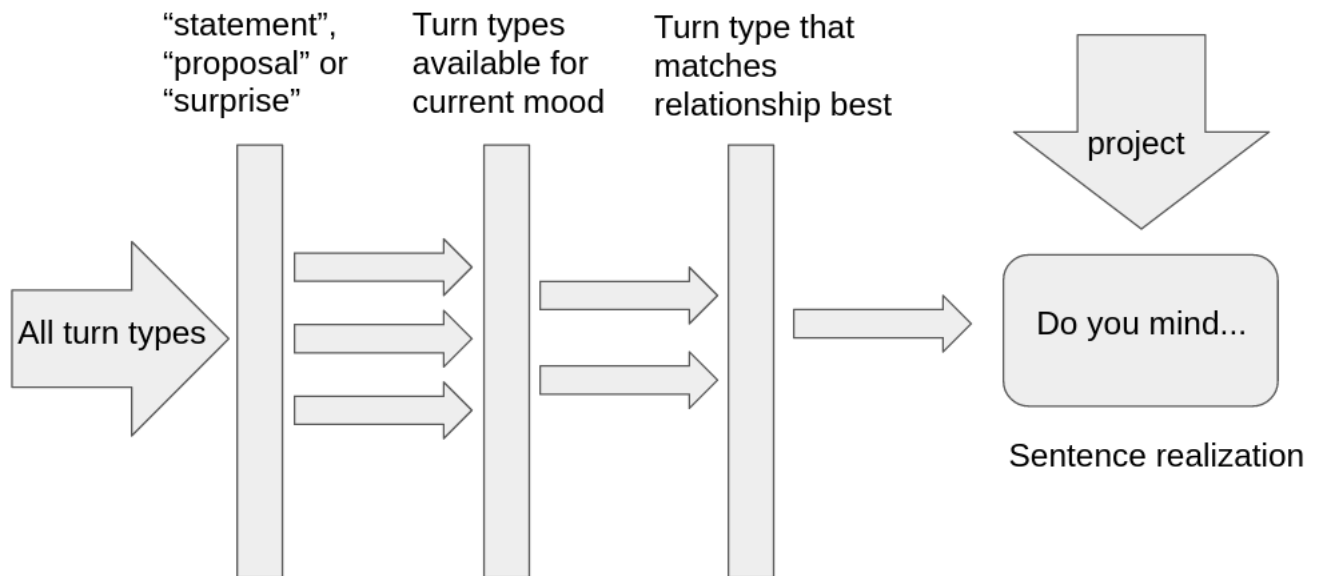 “statement”,
“proposal” or
“surprise”
Turn types
available for
current mood
Turn type that
matches
relationship best
project
All turn types
Do you mind...
Sentence realization